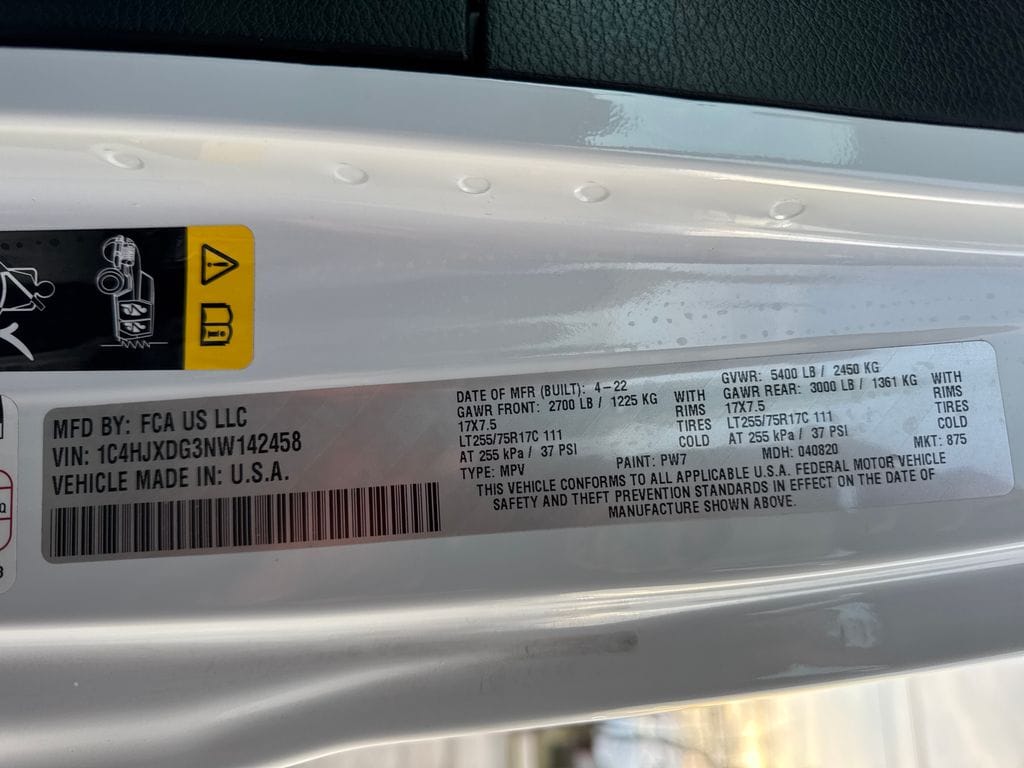 MFD BY: FCA US LLC
VIN: 1C4HJXDG3NW142458
VEHICLE MADE IN: U.S.A.
DATE OF MFR (BUILT): 4-22
GAWR FRONT: 2700 LB / 1225 KG WITH
17X7.5 RIMS
LT255/75R17C 111 TIRES
AT 255 kPa / 37 PSI COLD
TYPE: MPV
GVWR: 5400 LB / 2450 KG
GAWR REAR: 3000 LB / 1361 KG WITH
17X7.5 RIMS
LT255/75R17C 111 TIRES
AT 255 kPa / 37 PSI COLD
PAINT: PW7 MDH: 040820 MKT: 875
THIS VEHICLE CONFORMS TO ALL APPLICABLE U.S.A. FEDERAL MOTOR VEHICLE
SAFETY AND THEFT PREVENTION STANDARDS IN EFFECT ON THE DATE OF
MANUFACTURE SHOWN ABOVE.